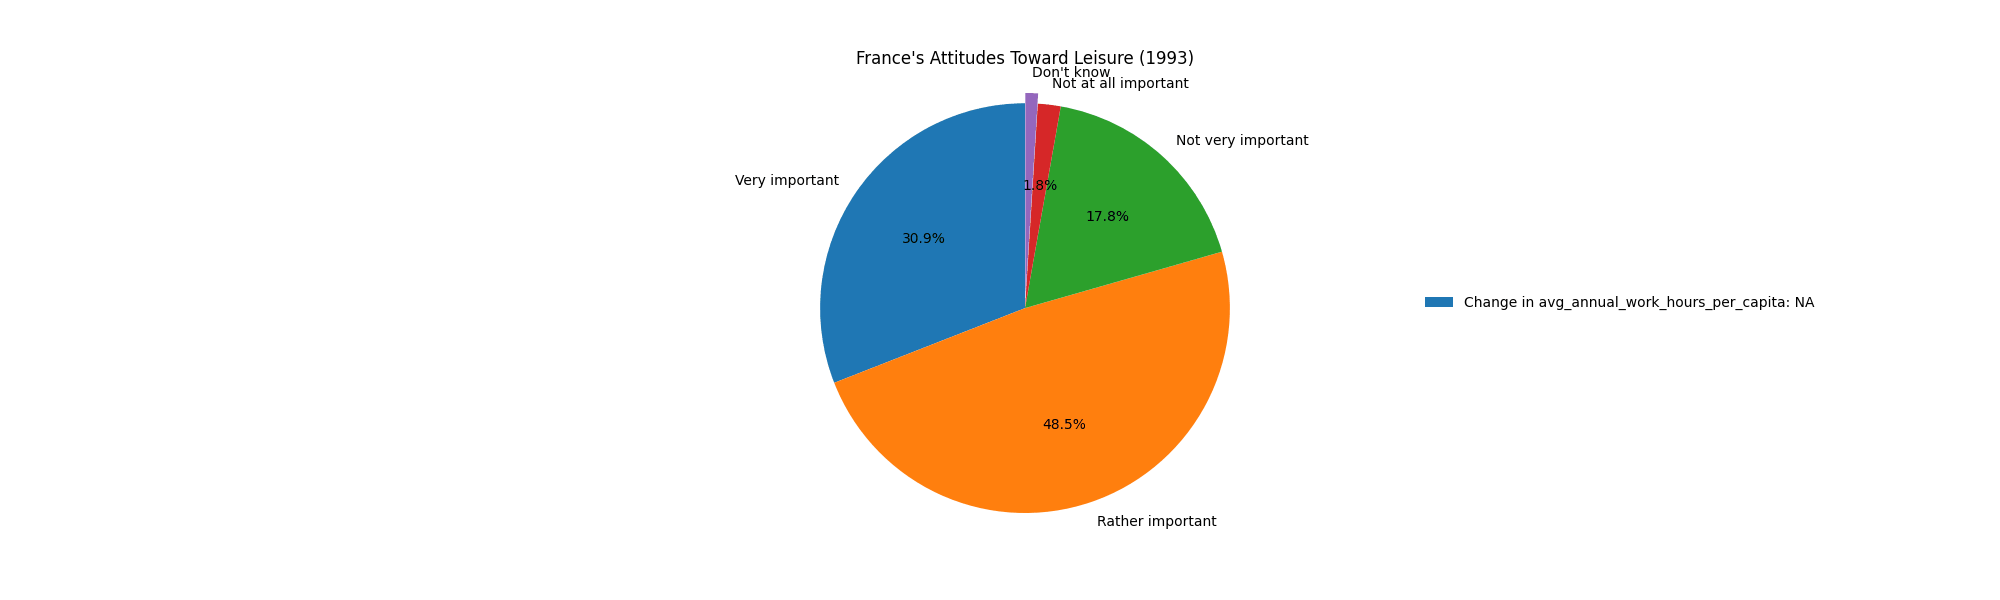 France's Attitudes Toward Leisure (1993)
Don't know
Not at all important
Not very important
Very important
1.8%
17.8%
30.9%
Change in avg_annual_work_hours_per_capita: NA
48.5%
Rather important